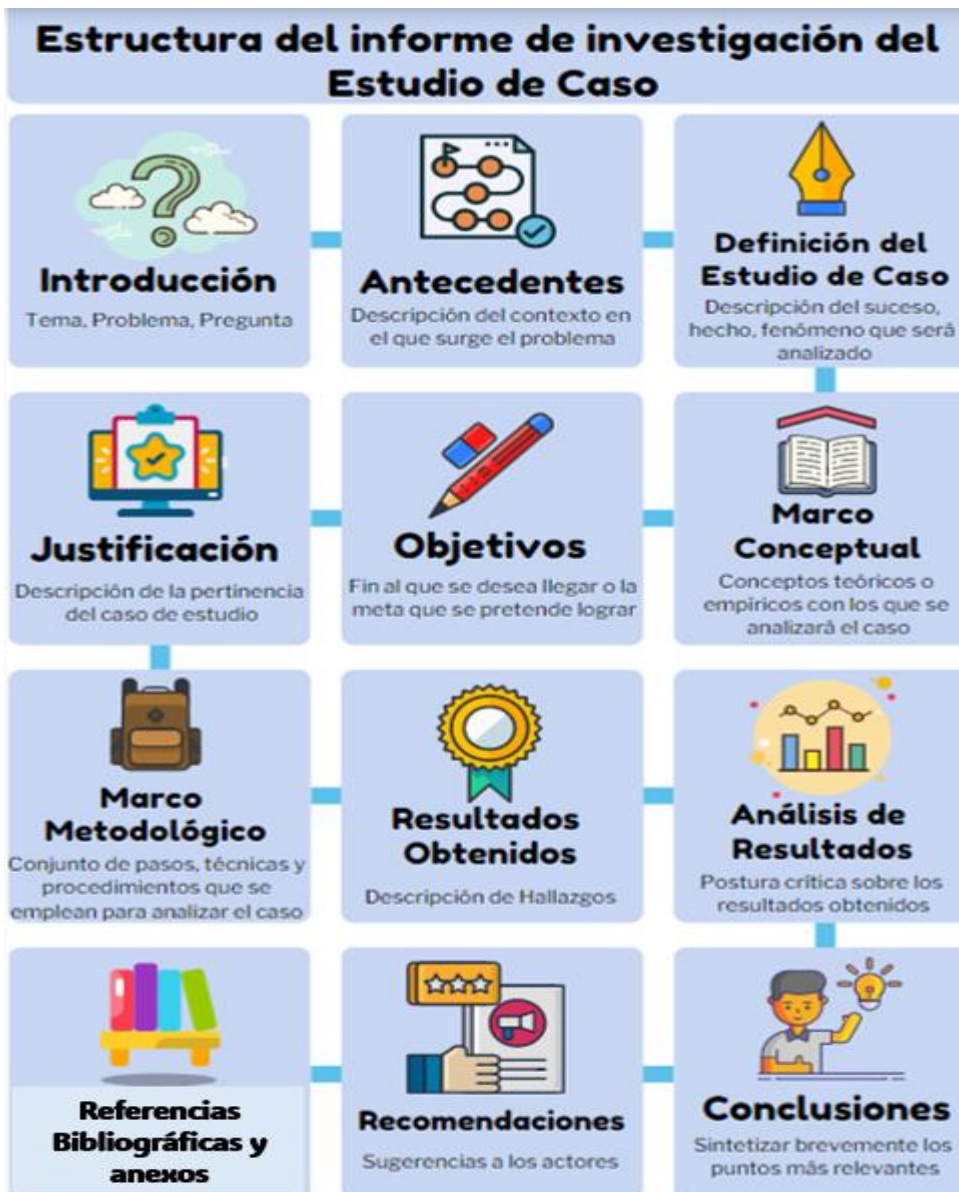 Estructura del informe de investigación del
Estudio de Caso
Introducción
Tema, Problema, Pregunta
Antecedentes
Descripción del contexto en
el que surge el problema
Definición del
Estudio de Caso
Descripción del suceso,
hecho, fenómeno que será
analizado
Justificación
Descripción de la pertinencia
del caso de estudio
Objetivos
Fin al que se desea llegar o la
meta que se pretende lograr
Marco
Conceptual
Conceptos teóricos o
empíricos con los que se
analizará el caso
Marco
Metodológico
Conjunto de pasos, técnicas y
procedimientos que se
emplean para analizar el caso
Resultados
Obtenidos
Descripción de Hallazgos
Análisis de
Resultados
Postura crítica sobre los
resultados obtenidos
Referencias
Bibliográficas y
anexos
Recomendaciones
Sugerencias a los actores
Conclusiones
Sintetizar brevemente los
puntos más relevantes